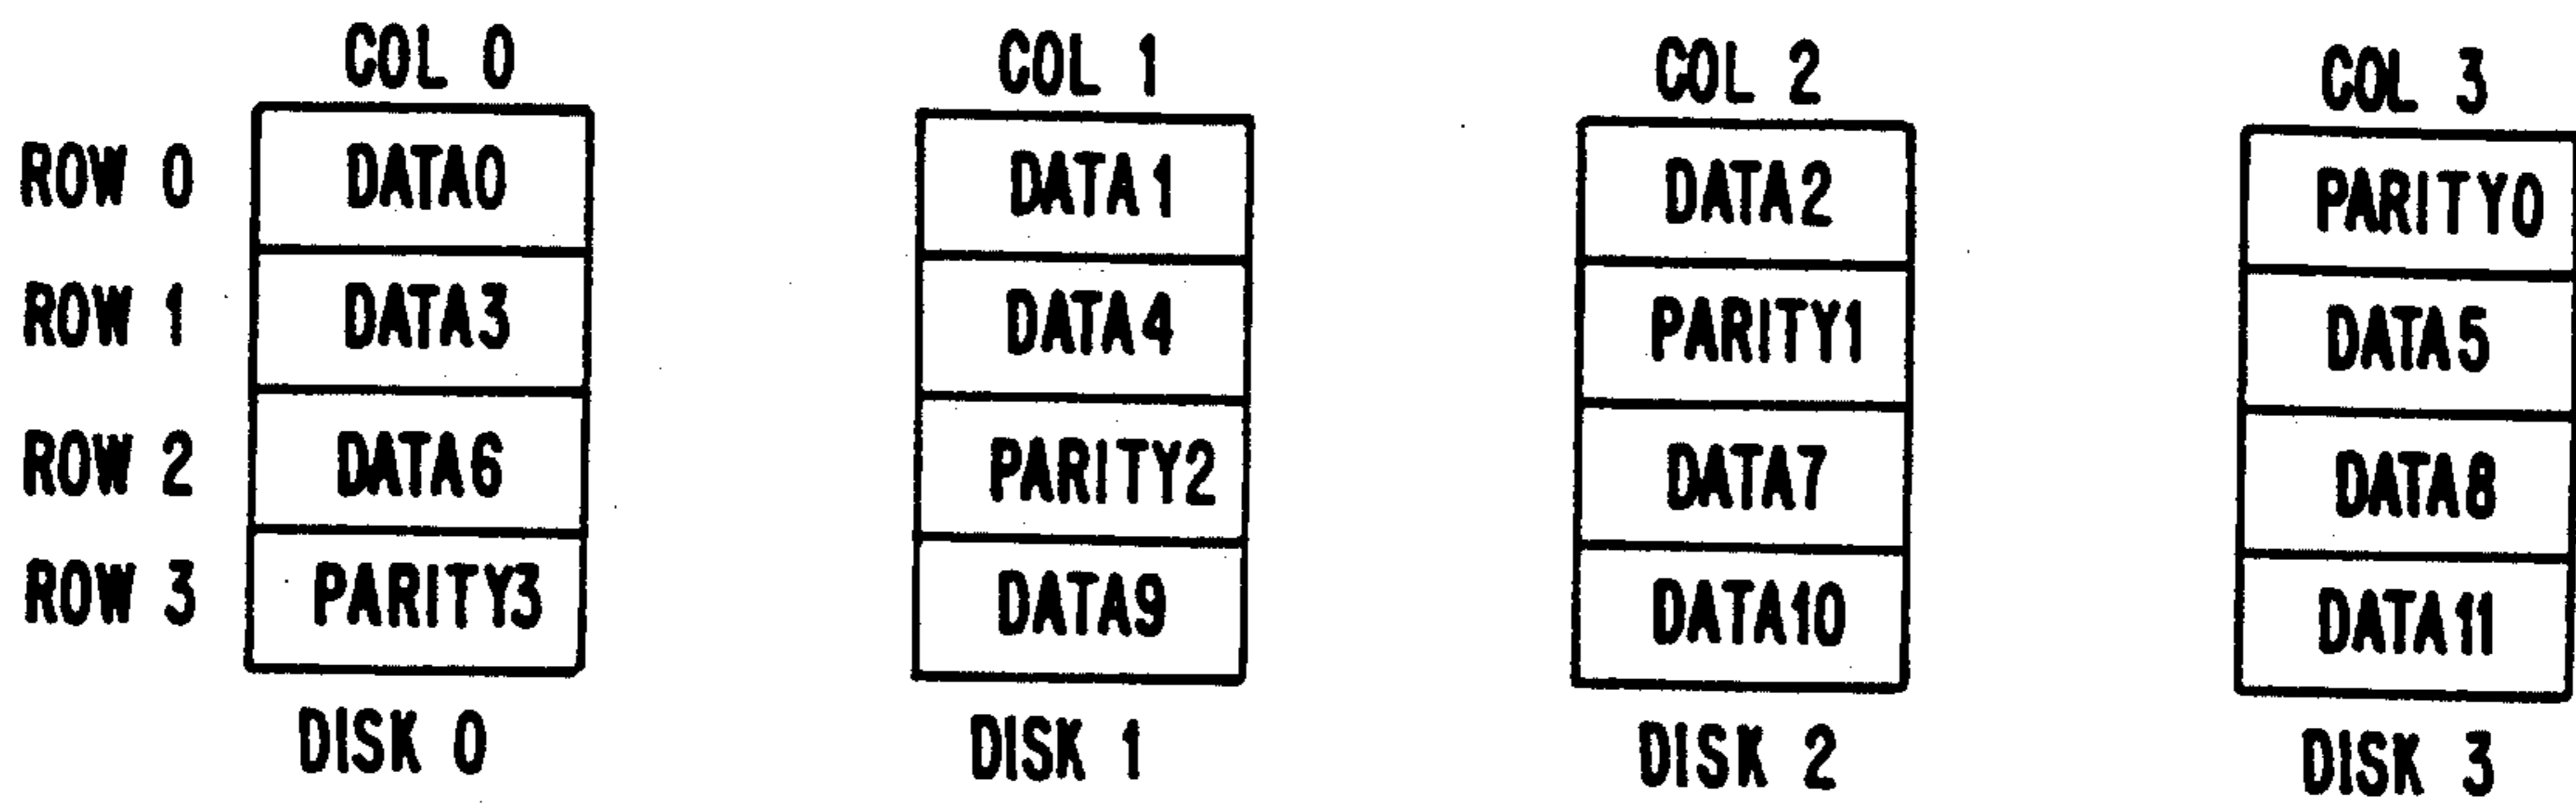 COL 0 COL 1 COL 2 COL 3
ROW 0 DATA0 DATA1 DATA2 PARITY0
ROW 1 DATA3 DATA4 PARITY1 DATA5
ROW 2 DATA6 PARITY2 DATA7 DATA8
ROW 3 PARITY3 DATA9 DATA10 DATA11
DISK 0 DISK 1 DISK 2 DISK 3